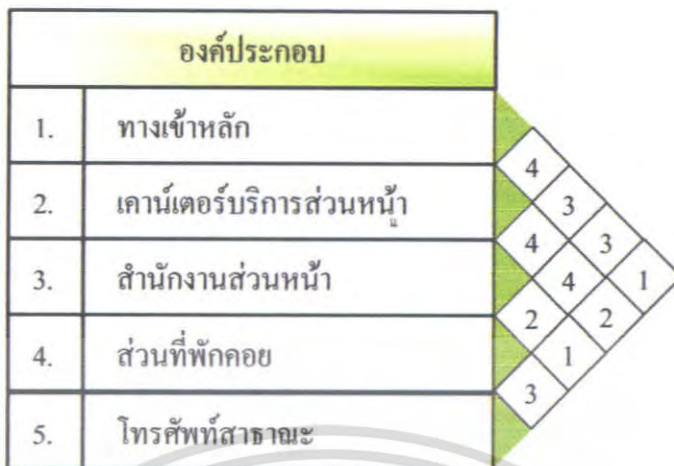 องค์ประกอบ
1. ทางเข้าหลัก
4
2. เคาน์เตอร์บริการส่วนหน้า
3
4 3
3. สำนักงานส่วนหน้า
4 1
2 2
4. ส่วนที่พักคอย
1
3
5. โทรศัพท์สาธารณะ